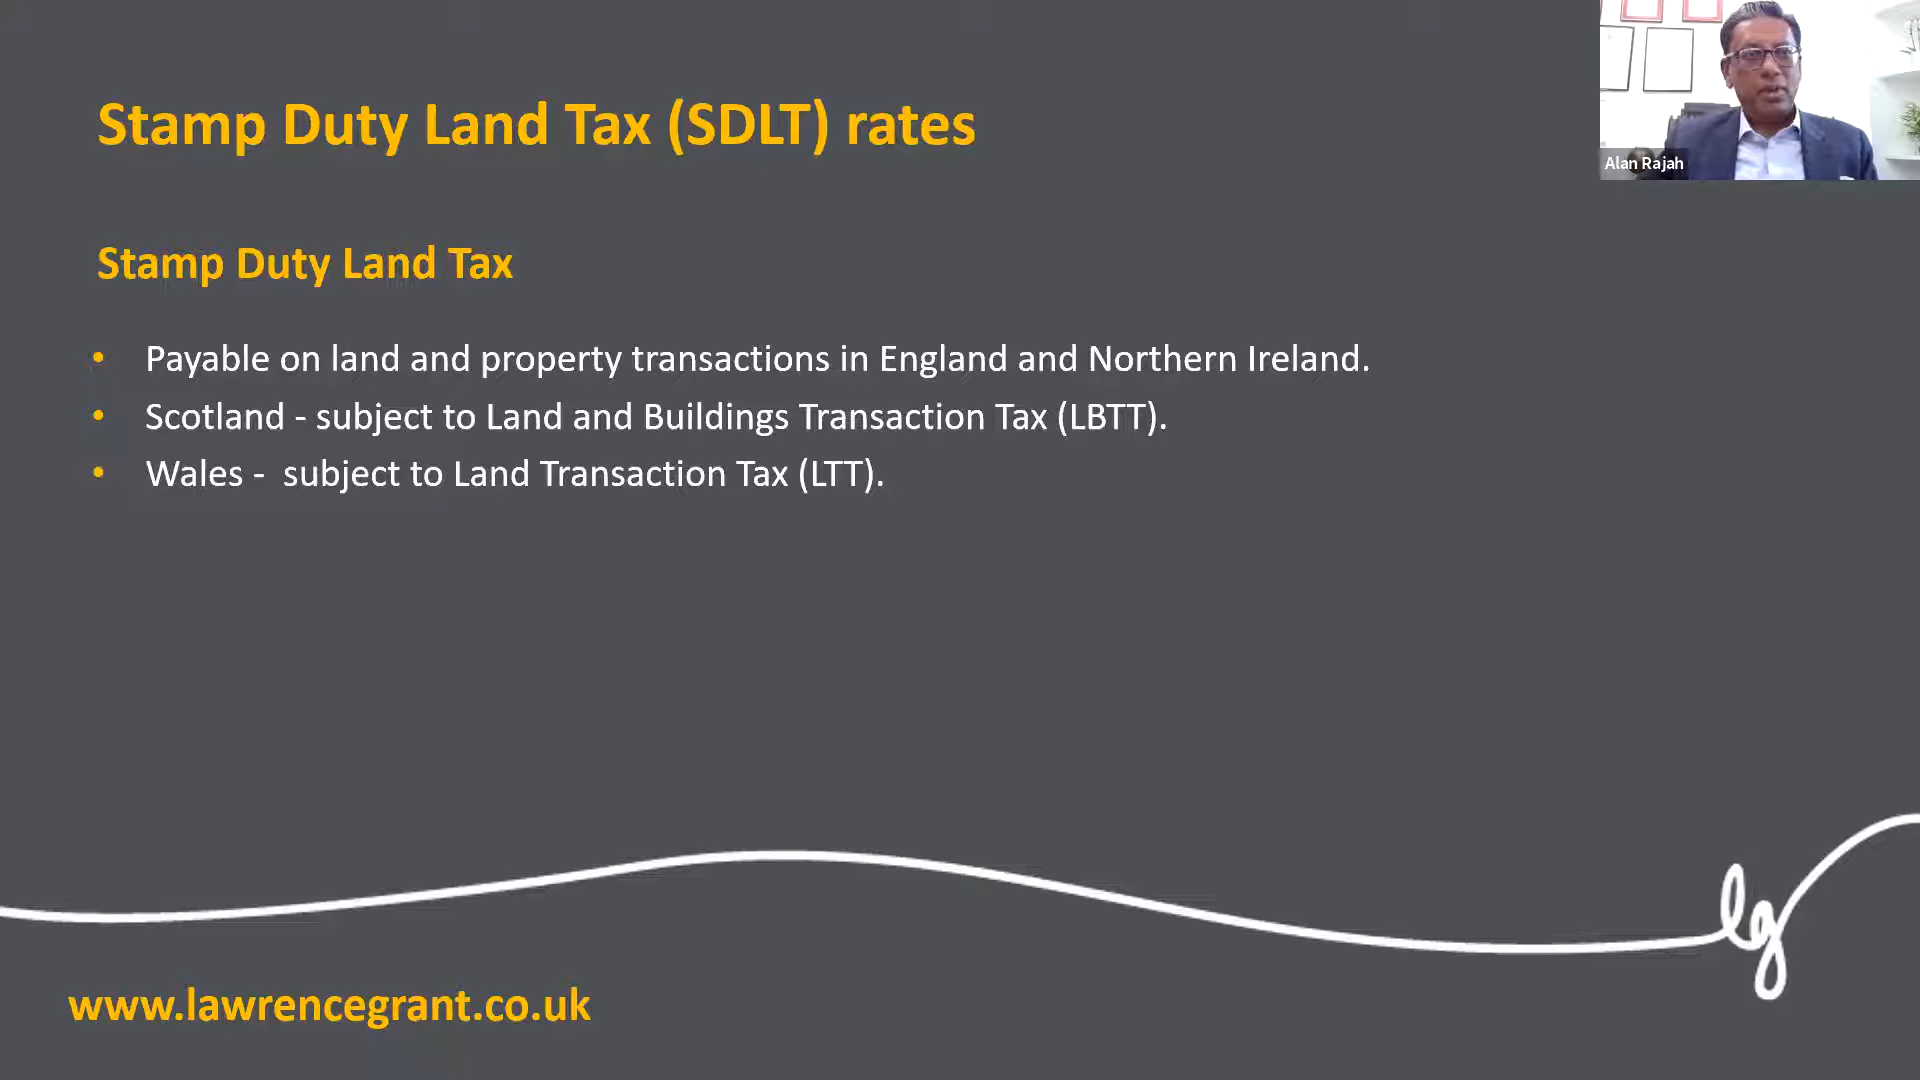 Stamp Duty Land Tax (SDLT) rates
Alan Rajah
Stamp Duty Land Tax
• Payable on land and property transactions in England and Northern Ireland.
• Scotland - subject to Land and Buildings Transaction Tax (LBTT).
• Wales - subject to Land Transaction Tax (LTT).
lg
www.lawrencegrant.co.uk